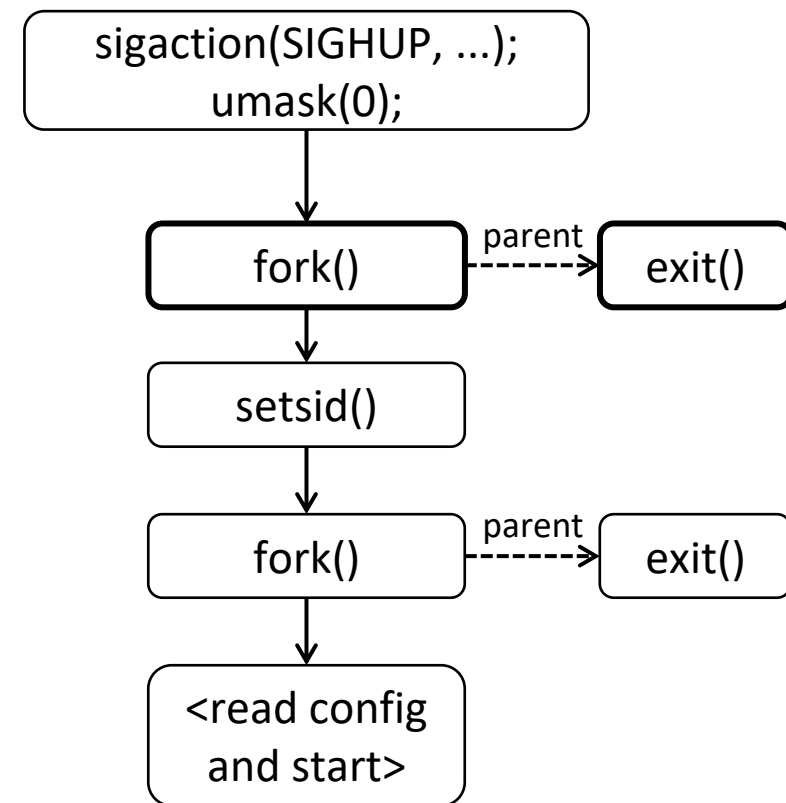 sigaction(SIGHUP, ...);
umask(0);
fork()
parent
exit()
setsid()
fork()
parent
exit()
<read config
and start>